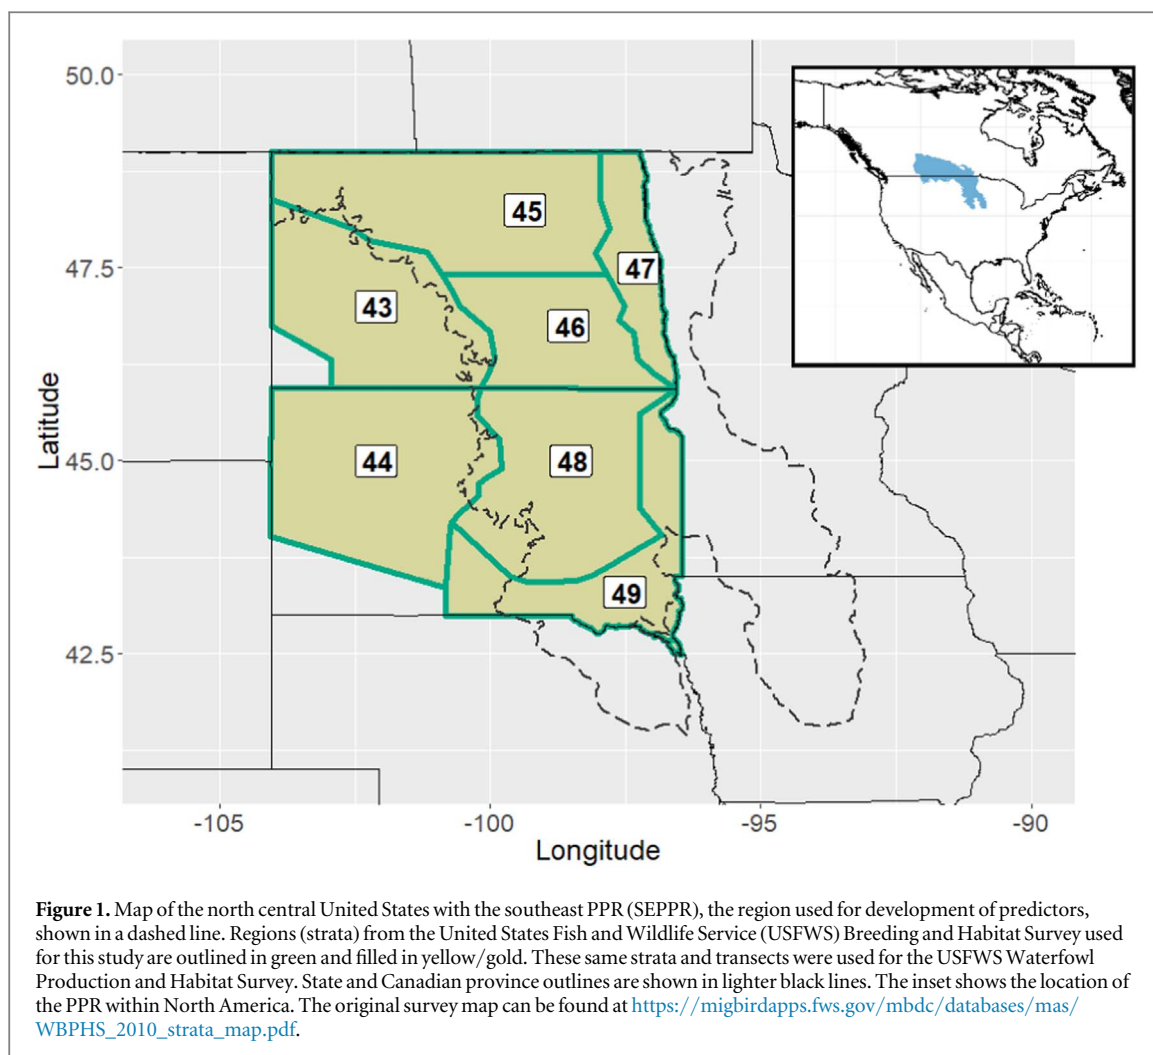 50.0
47.5
45.0
42.5
Latitude
45
47
43
46
44
48
49
-105
-100
-95
-90
Longitude
Figure 1. Map of the north central United States with the southeast PPR (SEPPR), the region used for development of predictors,
shown in a dashed line. Regions (strata) from the United States Fish and Wildlife Service (USFWS) Breeding and Habitat Survey used
for this study are outlined in green and filled in yellow/gold. These same strata and transects were used for the USFWS Waterfowl
Production and Habitat Survey. State and Canadian province outlines are shown in lighter black lines. The inset shows the location of
the PPR within North America. The original survey map can be found at https://migbirdapps.fws.gov/mbdc/databases/mas/
WBPHS_2010_strata_map.pdf.